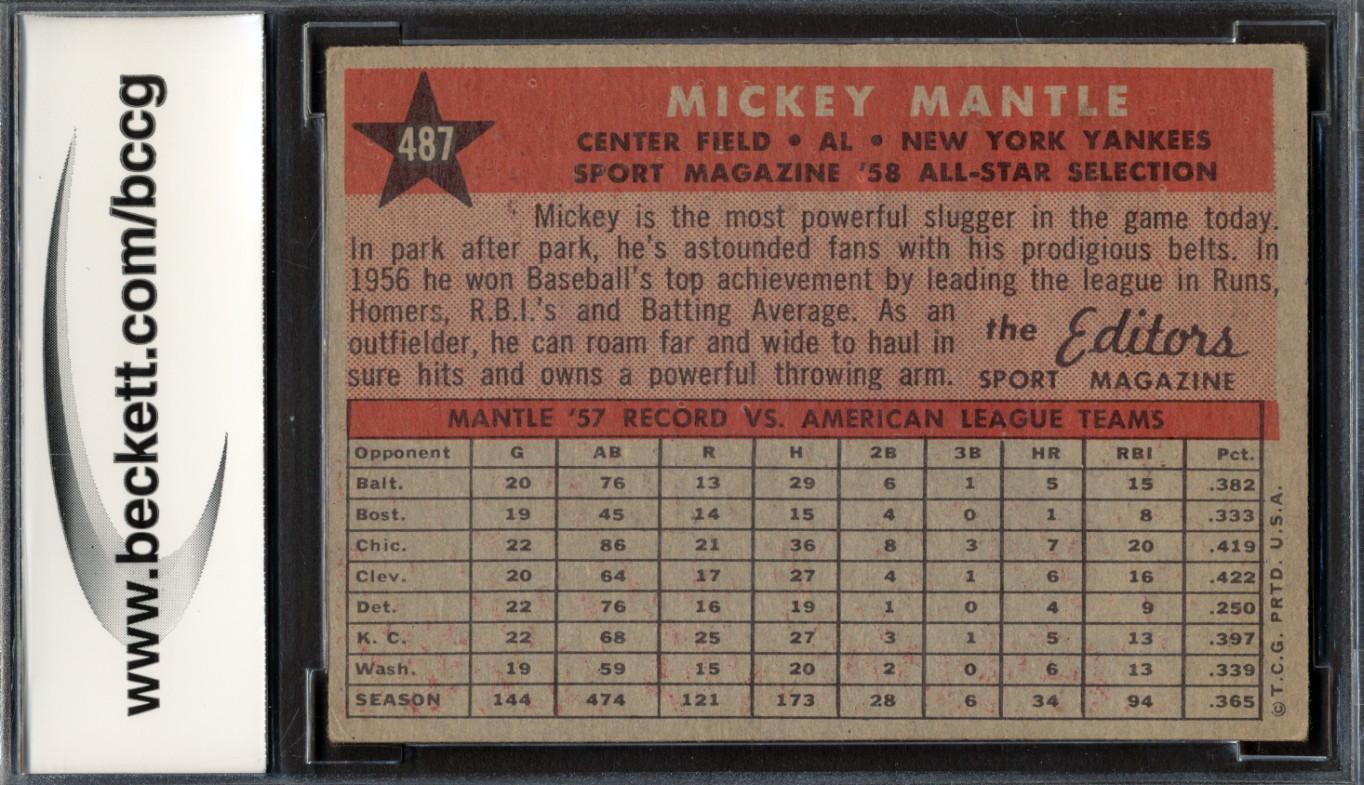 www.beckett.com/bccg
487
MICKEY MANTLE
CENTER FIELD • AL • NEW YORK YANKEES
SPORT MAGAZINE '58 ALL-STAR SELECTION
Mickey is the most powerful slugger in the game today.
In park after park, he's astounded fans with his prodigious belts. In
1956 he won Baseball's top achievement by leading the league in Runs,
Homers, R.B.I.'s and Batting Average. As an
outfielder, he can roam far and wide to haul in
sure hits and owns a powerful throwing arm.
the Editors
SPORT MAGAZINE
MANTLE '57 RECORD VS. AMERICAN LEAGUE TEAMS
Opponent G AB R H 2B 3B HR RBI Pct.
Balt. 20 76 13 29 6 1 5 15 .382
Bost. 19 45 14 15 4 0 1 8 .333
Chic. 22 86 21 36 8 3 7 20 .419
Clev. 20 64 17 27 4 1 6 16 .422
Det. 22 76 16 19 1 0 4 9 .250
K. C. 22 68 25 27 3 1 5 13 .397
Wash. 19 59 15 20 2 0 6 13 .339
SEASON 144 474 121 173 28 6 34 94 .365
© T.C.G. PRTD. U.S.A.